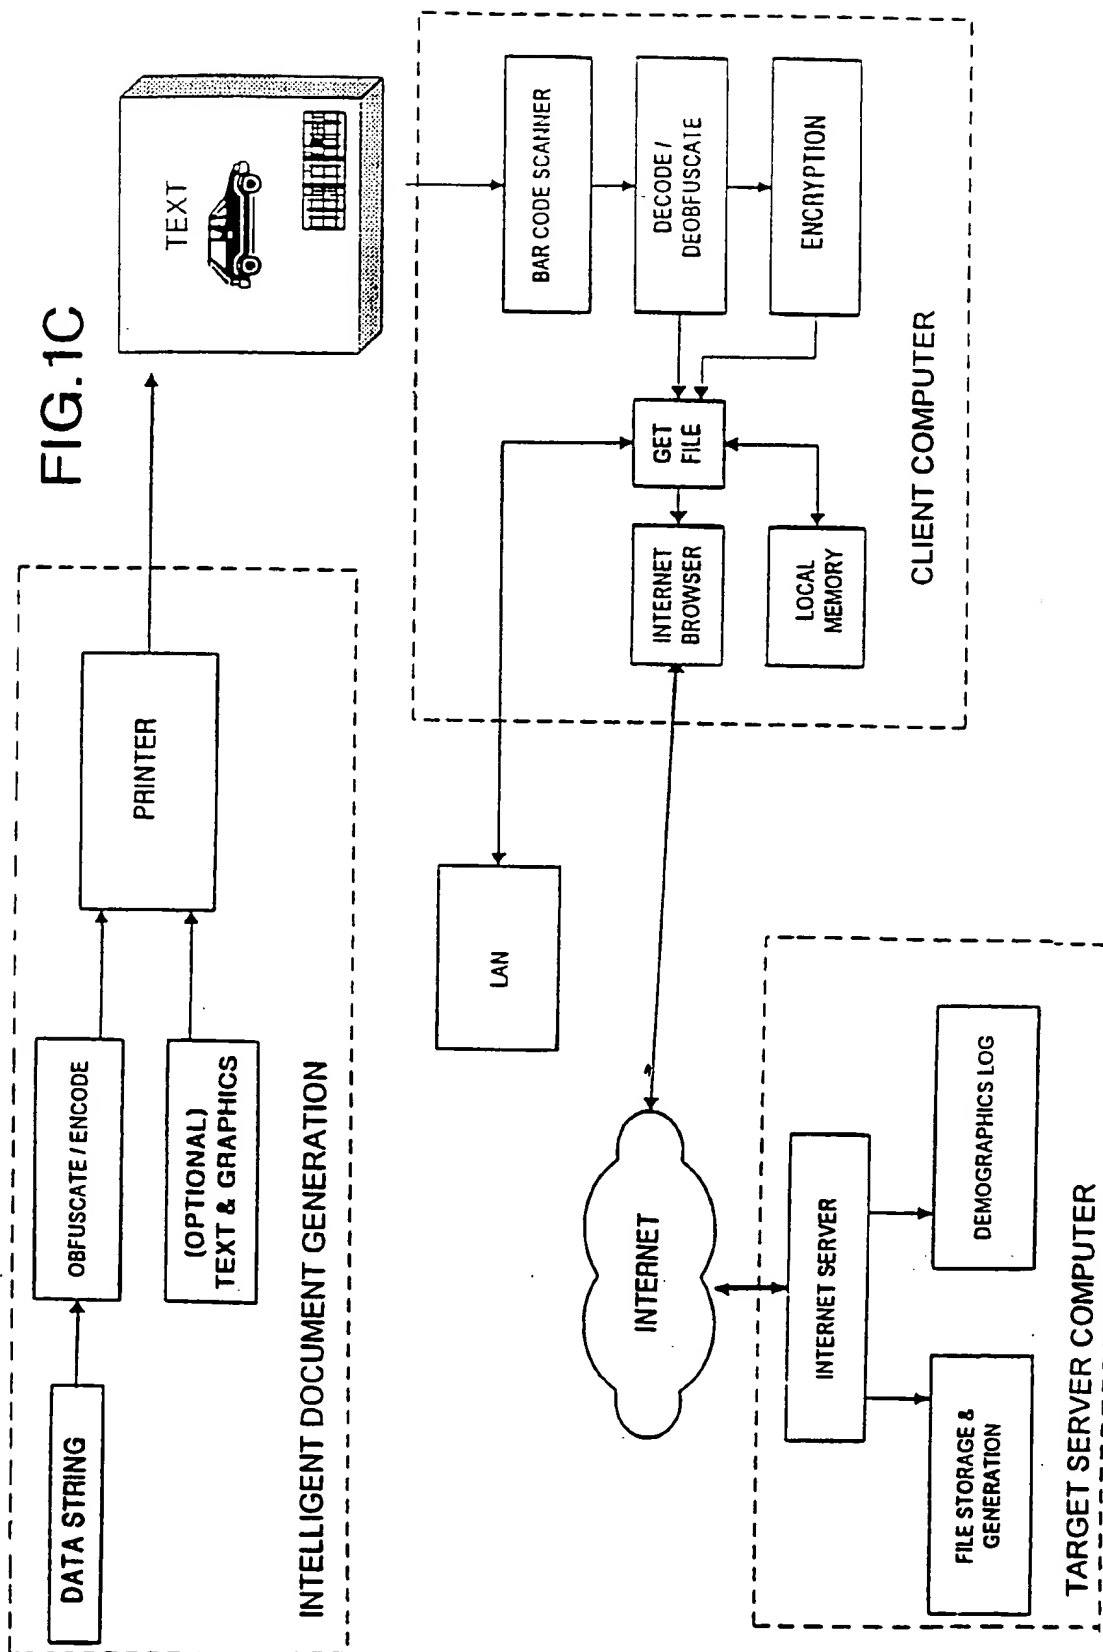 FIG.1C
DATA STRING
OBFUSCATE / ENCODE
(OPTIONAL)
TEXT & GRAPHICS
PRINTER
INTELLIGENT DOCUMENT GENERATION
TEXT
LAN
BAR CODE SCANNER
DECODE /
DEOBFUSCATE
ENCRYPTION
GET
FILE
INTERNET
BROWSER
LOCAL
MEMORY
CLIENT COMPUTER
INTERNET
INTERNET SERVER
FILE STORAGE &
GENERATION
DEMOGRAPHICS LOG
TARGET SERVER COMPUTER